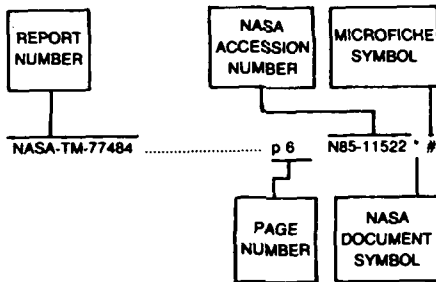 REPORT
NUMBER
NASA
ACCESSION
NUMBER
MICROFICHE
SYMBOL
NASA-TM-77484 .................... p 6 N85-11522 * #
PAGE
NUMBER
NASA
DOCUMENT
SYMBOL